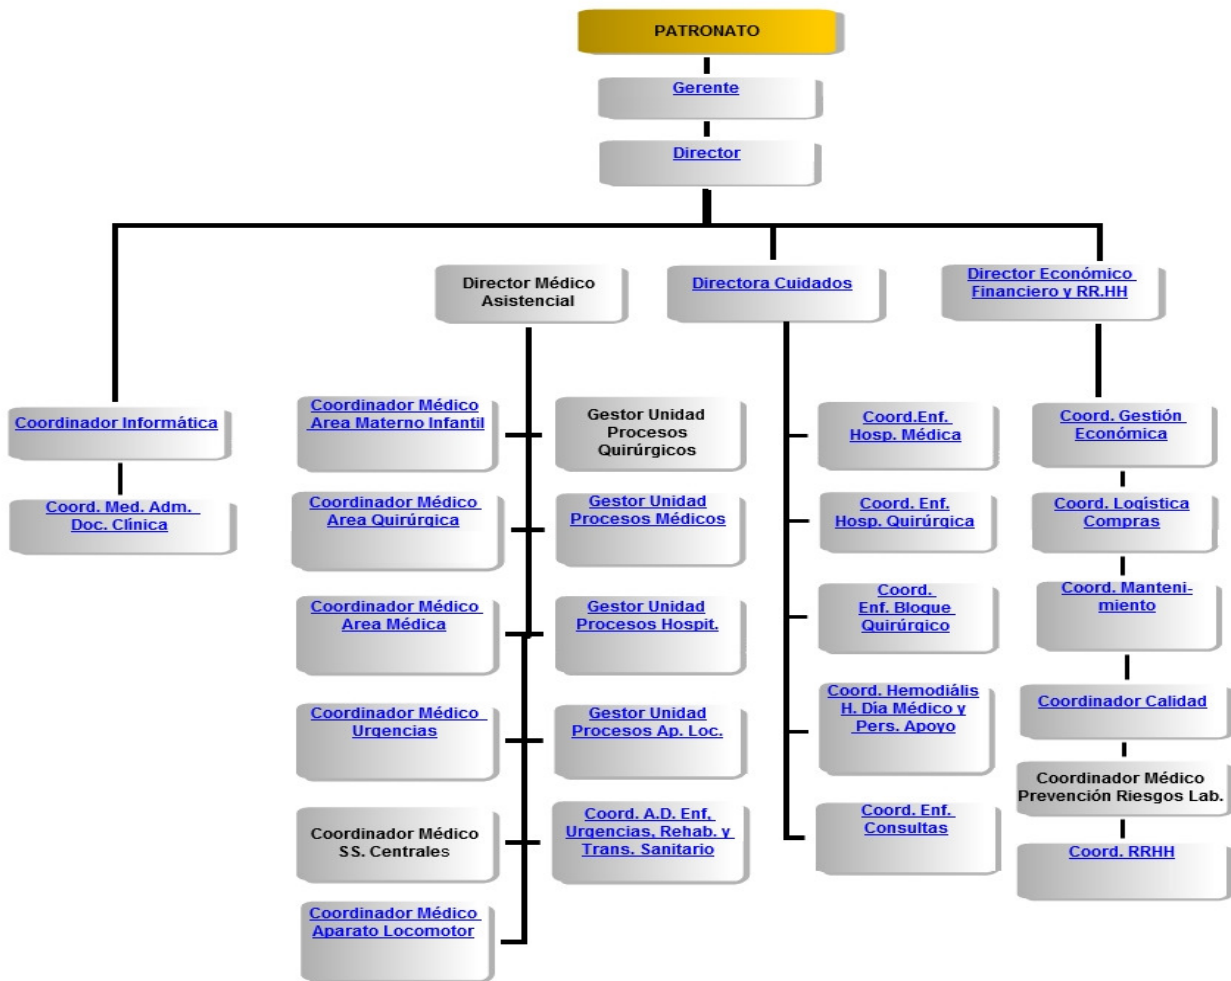 PATRONATO
Gerente
Director
Director Médico
Asistencial
Directora Cuidados
Director Económico
Financiero y RR.HH
Coordinador Informática
Coord. Med. Adm.
Doc. Clínica
Coordinador Médico
Area Materno Infantil
Coordinador Médico
Area Quirúrgica
Coordinador Médico
Area Médica
Coordinador Médico
Urgencias
Coordinador Médico
SS. Centrales
Coordinador Médico
Aparato Locomotor
Gestor Unidad
Procesos
Quirúrgicos
Gestor Unidad
Procesos Médicos
Gestor Unidad
Procesos Hospit.
Gestor Unidad
Procesos Ap. Loc.
Coord. A.D. Enf,
Urgencias, Rehab. y
Trans. Sanitario
Coord.Enf.
Hosp. Médica
Coord. Enf.
Hosp. Quirúrgica
Coord.
Enf. Bloque
Quirúrgico
Coord. Hemodiális
H. Día Médico y
Pers. Apoyo
Coord. Enf.
Consultas
Coord. Gestión
Económica
Coord. Logística
Compras
Coord. Manteni-
miento
Coordinador Calidad
Coordinador Médico
Prevención Riesgos Lab.
Coord. RRHH